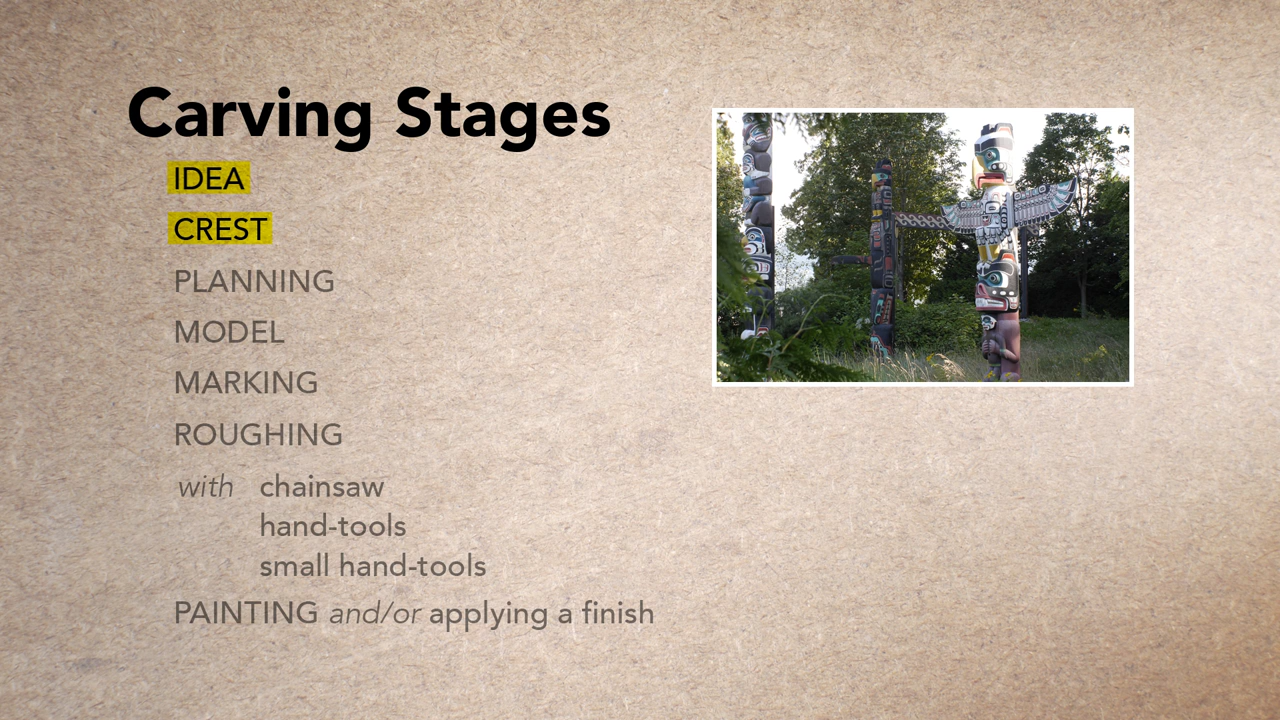 Carving Stages
IDEA
CREST
PLANNING
MODEL
MARKING
ROUGHING
with chainsaw
hand-tools
small hand-tools
PAINTING and/or applying a finish